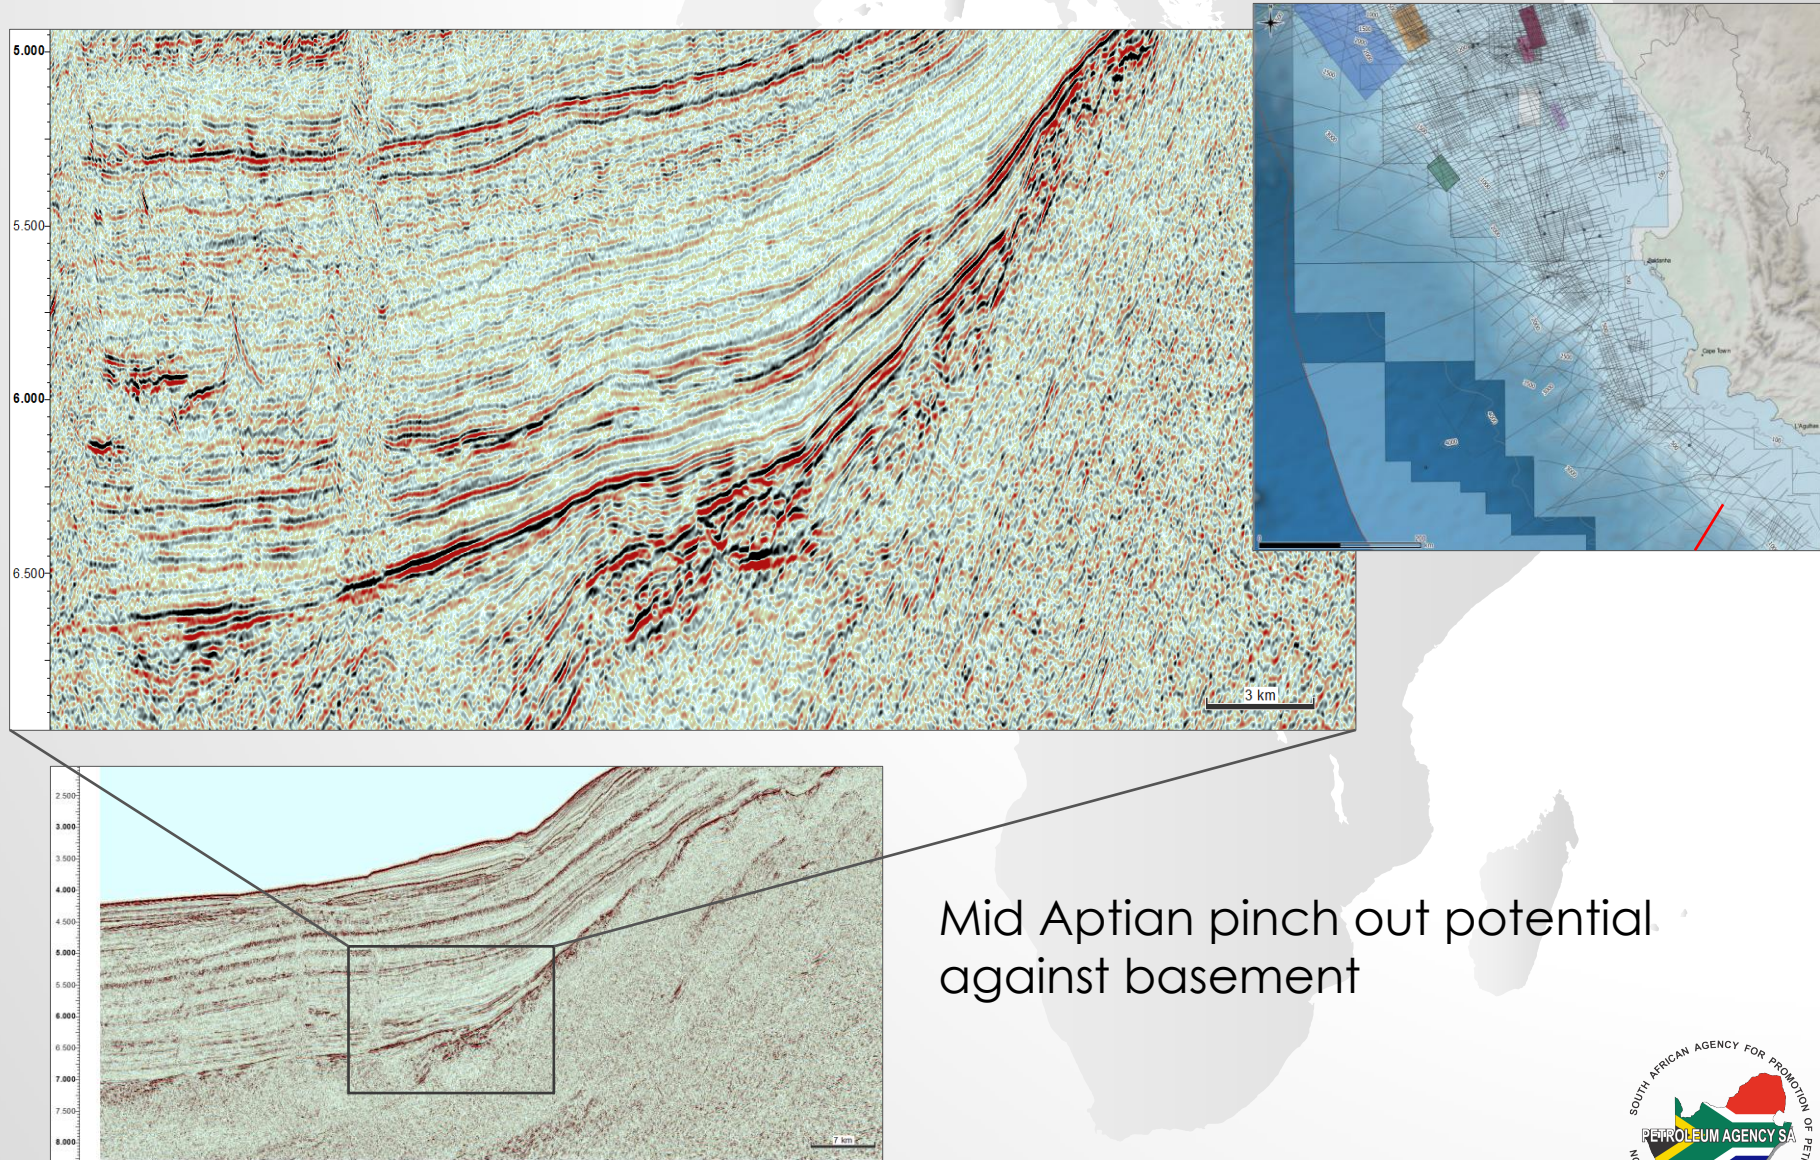 5.000
5.500
6.000
6.500
3 km
Saldanha
Cape Town
L'Agulhas
2.500
3.000
3.500
4.000
4.500
5.000
5.500
6.000
6.500
7.000
7.500
8.000
7 km
Mid Aptian pinch out potential
against basement
SOUTH AFRICAN AGENCY FOR PROMOTION OF PET
PETROLEUM AGENCY SA